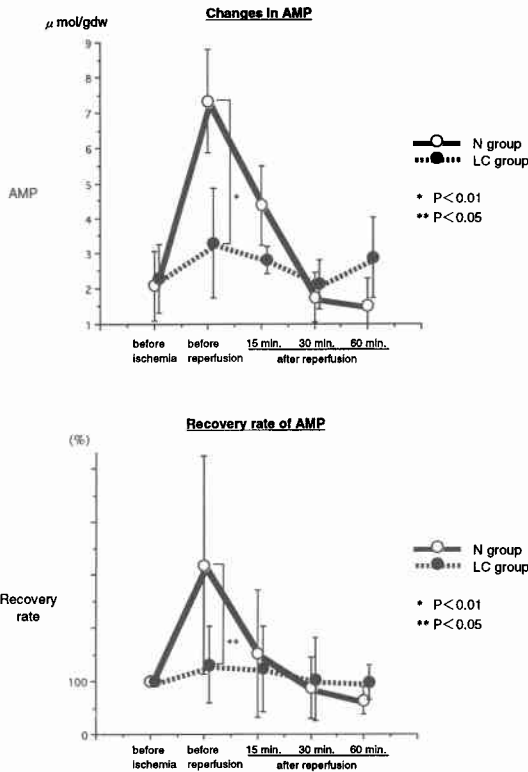 Changes in AMP
μ mol/gdw
9
8
7
6
5
4
3
2
1
AMP
*
N group
LC group
* P<0.01
** P<0.05
before ischemia
before reperfusion
15 min. 30 min. 60 min.
after reperfusion
Recovery rate of AMP
(%)
Recovery rate
100
0
**
N group
LC group
* P<0.01
** P<0.05
before ischemia
before reperfusion
15 min. 30 min. 60 min.
after reperfusion